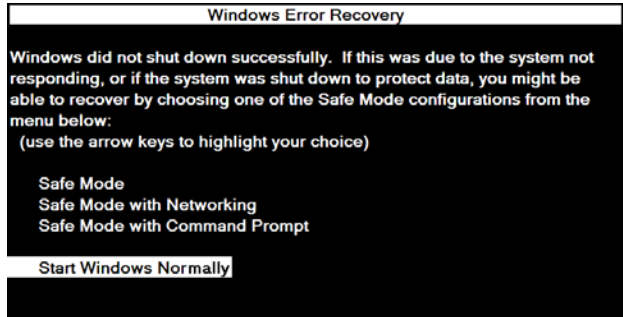 Windows Error Recovery
Windows did not shut down successfully.  If this was due to the system not
responding, or if the system was shut down to protect data, you might be
able to recover by choosing one of the Safe Mode configurations from the
menu below:
(use the arrow keys to highlight your choice)
Safe Mode
Safe Mode with Networking
Safe Mode with Command Prompt
Start Windows Normally